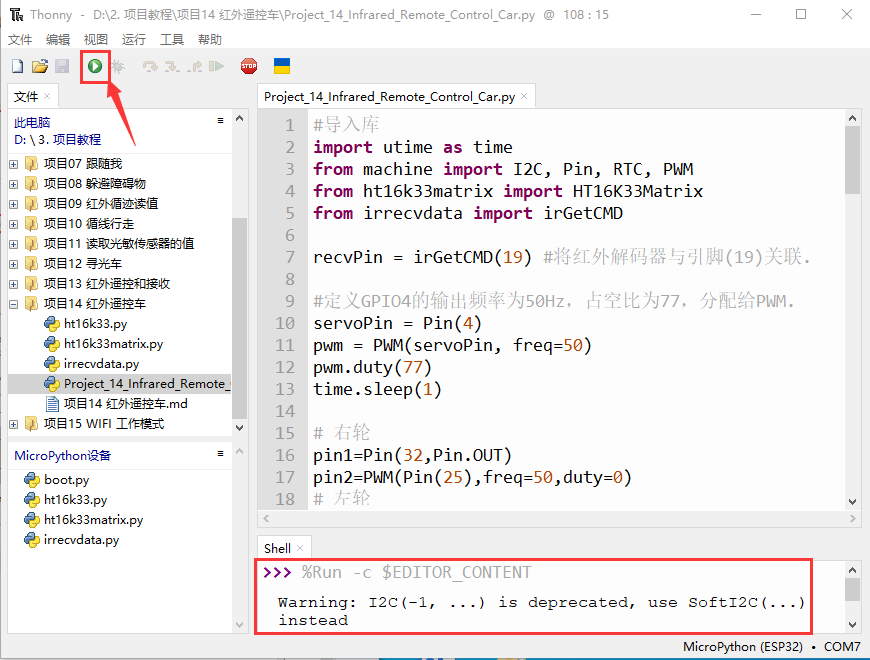 Thonny - D:\2. 项目教程\项目14 红外遥控车\Project_14_Infrared_Remote_Control_Car.py @ 108 : 15
文件 编辑 视图 运行 工具 帮助
STOP
文件 ×
此电脑
D: \ 3. 项目教程
项目07 跟随我
项目08 躲避障碍物
项目09 红外循迹读值
项目10 循线行走
项目11 读取光敏传感器的值
项目12 寻光车
项目13 红外遥控和接收
项目14 红外遥控车
ht16k33.py
ht16k33matrix.py
irrecvdata.py
Project_14_Infrared_Remote_
项目14 红外遥控车.md
项目15 WIFI 工作模式
MicroPython设备
boot.py
ht16k33.py
ht16k33matrix.py
irrecvdata.py
Project_14_Infrared_Remote_Control_Car.py ×
1 #导入库
2 import utime as time
3 from machine import I2C, Pin, RTC, PWM
4 from ht16k33matrix import HT16K33Matrix
5 from irrecvdata import irGetCMD
6
7 recvPin = irGetCMD(19) #将红外解码器与引脚(19)关联.
8
9 #定义GPIO4的输出频率为50Hz，占空比为77，分配给PWM.
10 servoPin = Pin(4)
11 pwm = PWM(servoPin, freq=50)
12 pwm.duty(77)
13 time.sleep(1)
14
15 # 右轮
16 pin1=Pin(32,Pin.OUT)
17 pin2=PWM(Pin(25),freq=50,duty=0)
18 # 左轮
Shell ×
>>> %Run -c $EDITOR_CONTENT
Warning: I2C(-1, ...) is deprecated, use SoftI2C(...)
instead
MicroPython (ESP32) • COM7